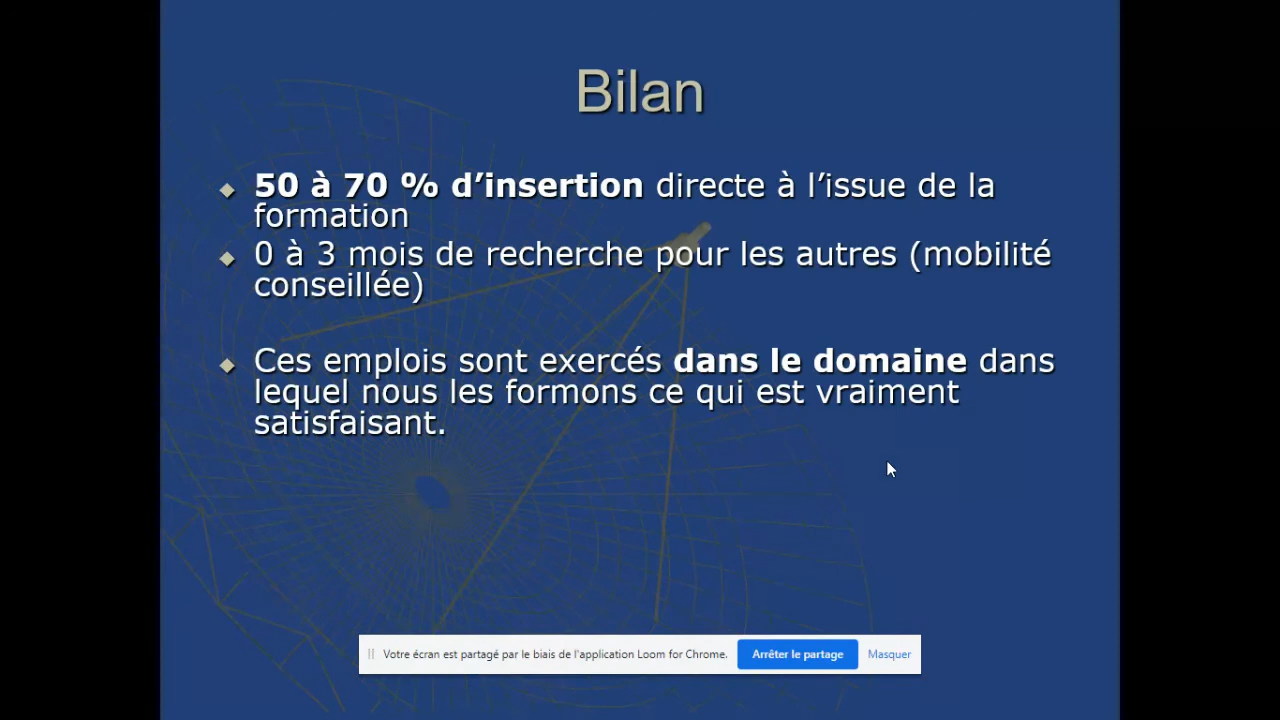 Bilan
50 à 70 % d’insertion directe à l’issue de la
formation
0 à 3 mois de recherche pour les autres (mobilité
conseillée)
Ces emplois sont exercés dans le domaine dans
lequel nous les formons ce qui est vraiment
satisfaisant.
Votre écran est partagé par le biais de l'application Loom for Chrome. Arrêter le partage Masquer